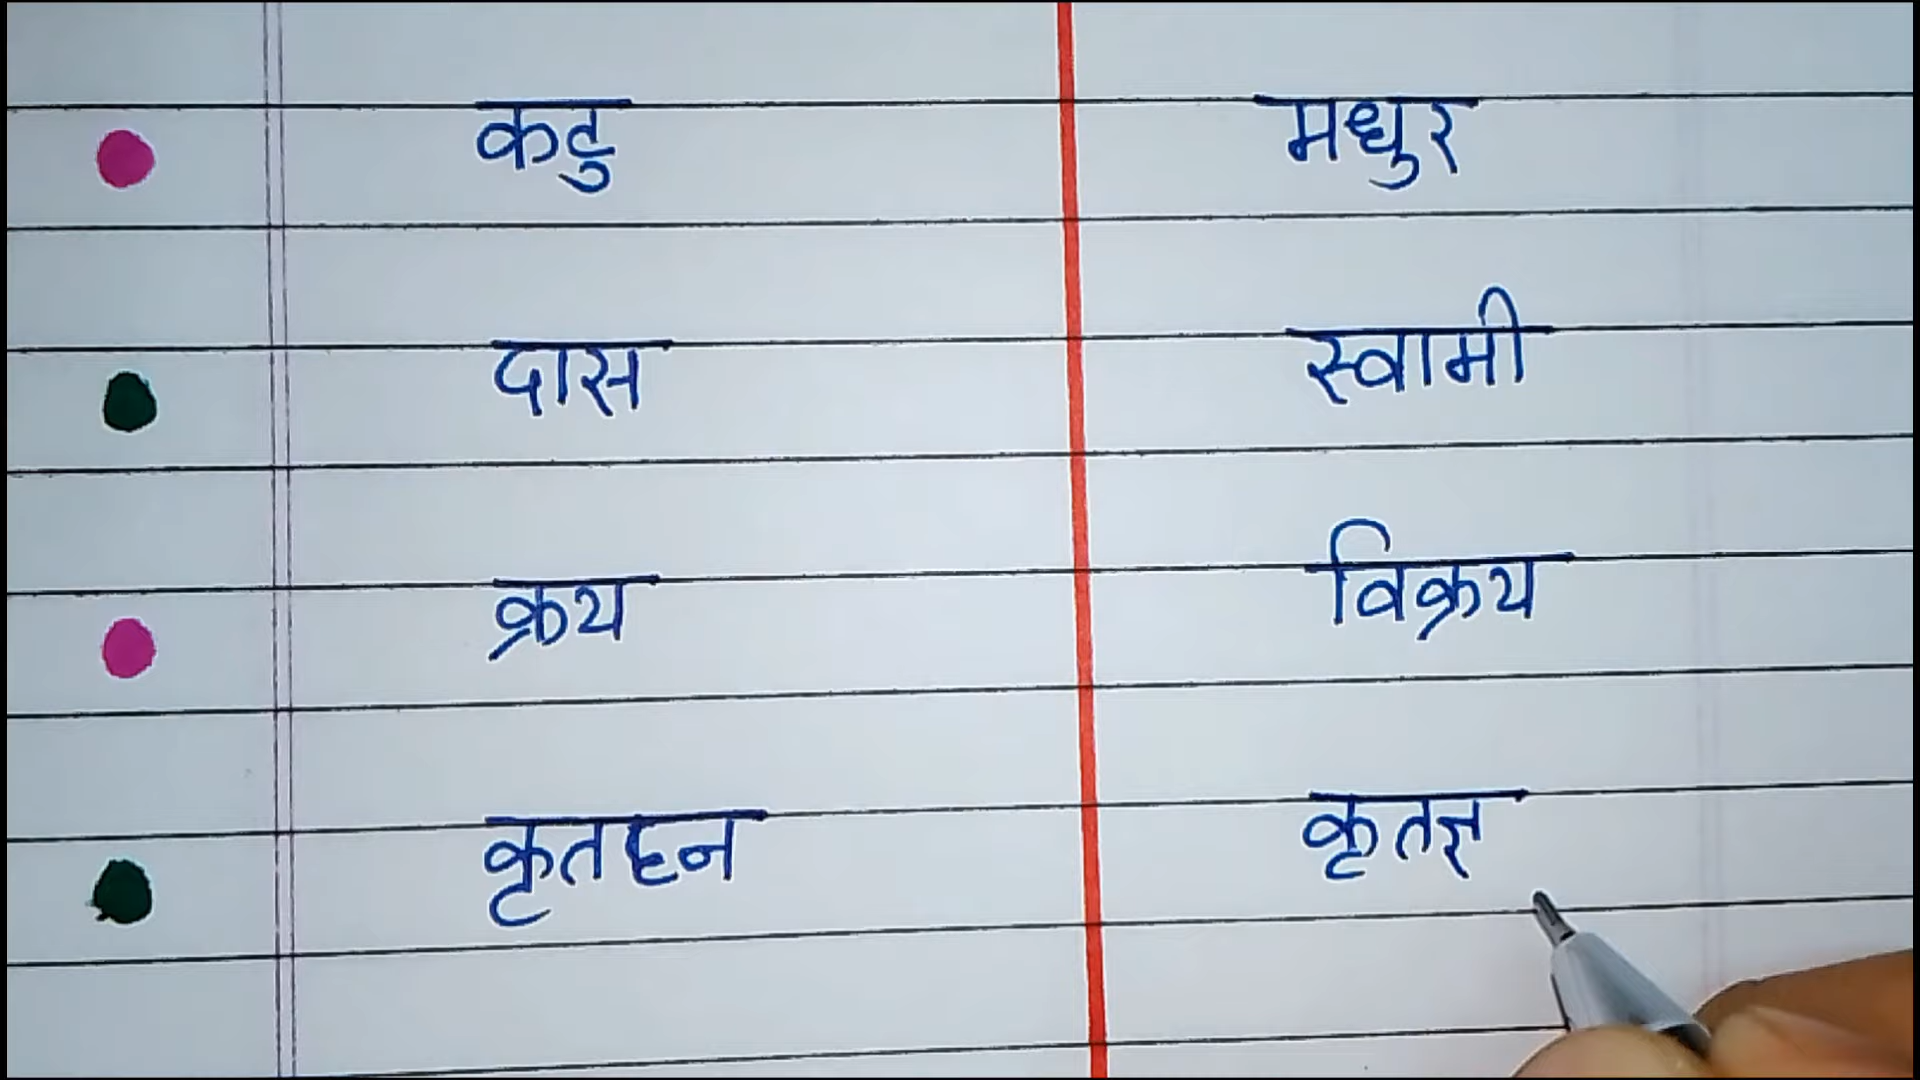 कटु मधुर
दास स्वामी
क्रय विक्रय
कृतघ्न कृतज्ञ